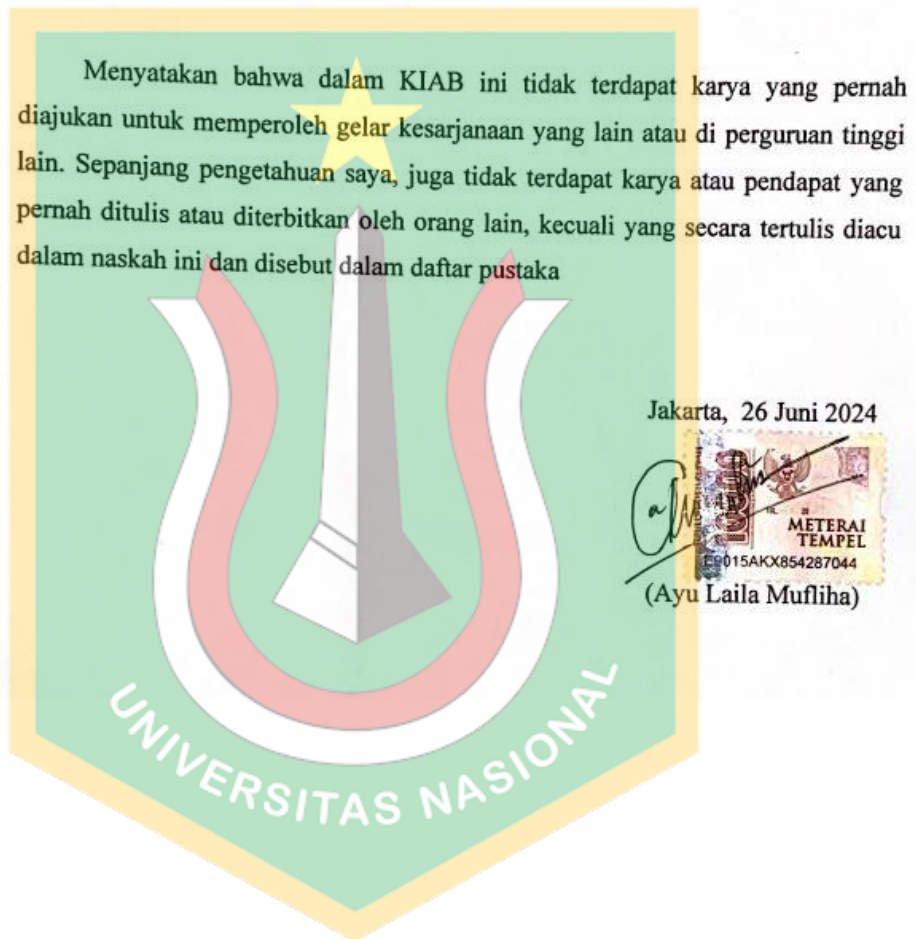 Menyatakan bahwa dalam KIAB ini tidak terdapat karya yang pernah
diajukan untuk memperoleh gelar kesarjanaan yang lain atau di perguruan tinggi
lain. Sepanjang pengetahuan saya, juga tidak terdapat karya atau pendapat yang
pernah ditulis atau diterbitkan oleh orang lain, kecuali yang secara tertulis diacu
dalam naskah ini dan disebut dalam daftar pustaka
Jakarta, 26 Juni 2024
METERAI
TEMPEL
015AKX854287044
(Ayu Laila Mufliha)
UNIVERSITAS NASIONAL